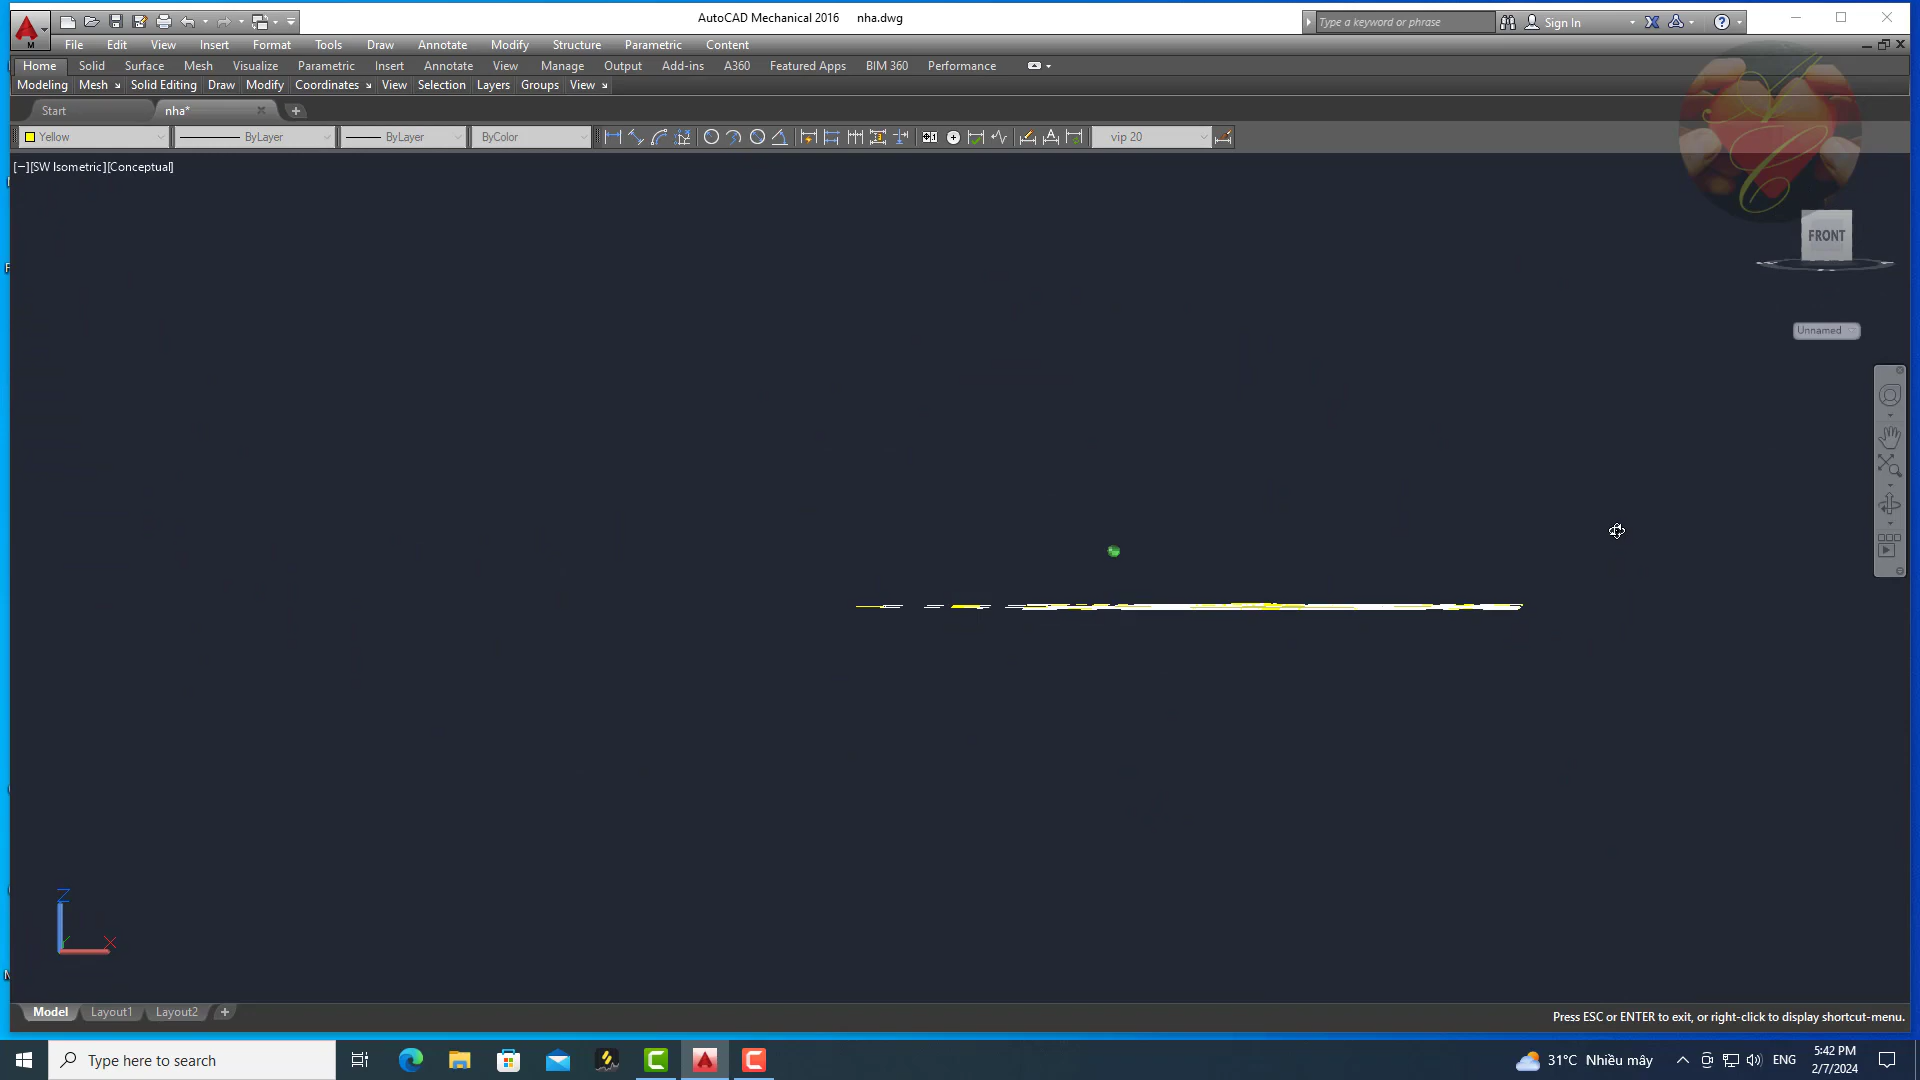 AutoCAD Mechanical 2016 nha.dwg
Type a keyword or phrase
Sign In
M
File Edit View Insert Format Tools Draw Annotate Modify Structure Parametric Content
Home Solid Surface Mesh Visualize Parametric Insert Annotate View Manage Output Add-ins A360 Featured Apps BIM 360 Performance
Modeling Mesh Solid Editing Draw Modify Coordinates View Selection Layers Groups View
Start nha*
Yellow ByLayer ByLayer ByColor vip 20
[−][SW Isometric][Conceptual]
FRONT
Unnamed
Z
X
Model Layout1 Layout2
Press ESC or ENTER to exit, or right-click to display shortcut-menu.
Type here to search
31°C Nhiều mây
ENG
5:42 PM
2/7/2024